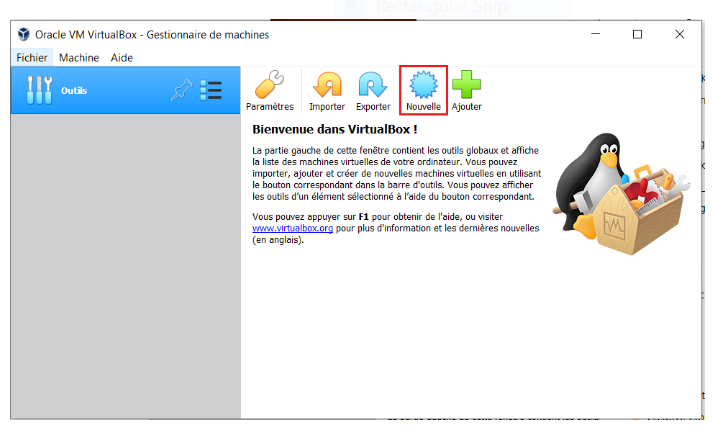 Rectangular Snip
Oracle VM VirtualBox - Gestionnaire de machines
Fichier Machine Aide
Outils
Paramètres Importer Exporter Nouvelle Ajouter
Bienvenue dans VirtualBox !
La partie gauche de cette fenêtre contient les outils globaux et affiche
la liste des machines virtuelles de votre ordinateur. Vous pouvez
importer, ajouter et créer de nouvelles machines virtuelles en utilisant
le bouton correspondant dans la barre d'outils. Vous pouvez afficher
les outils d'un élément sélectionné à l'aide du bouton correspondant.
Vous pouvez appuyer sur F1 pour obtenir de l'aide, ou visiter
www.virtualbox.org pour plus d'information et les dernières nouvelles
(en anglais).